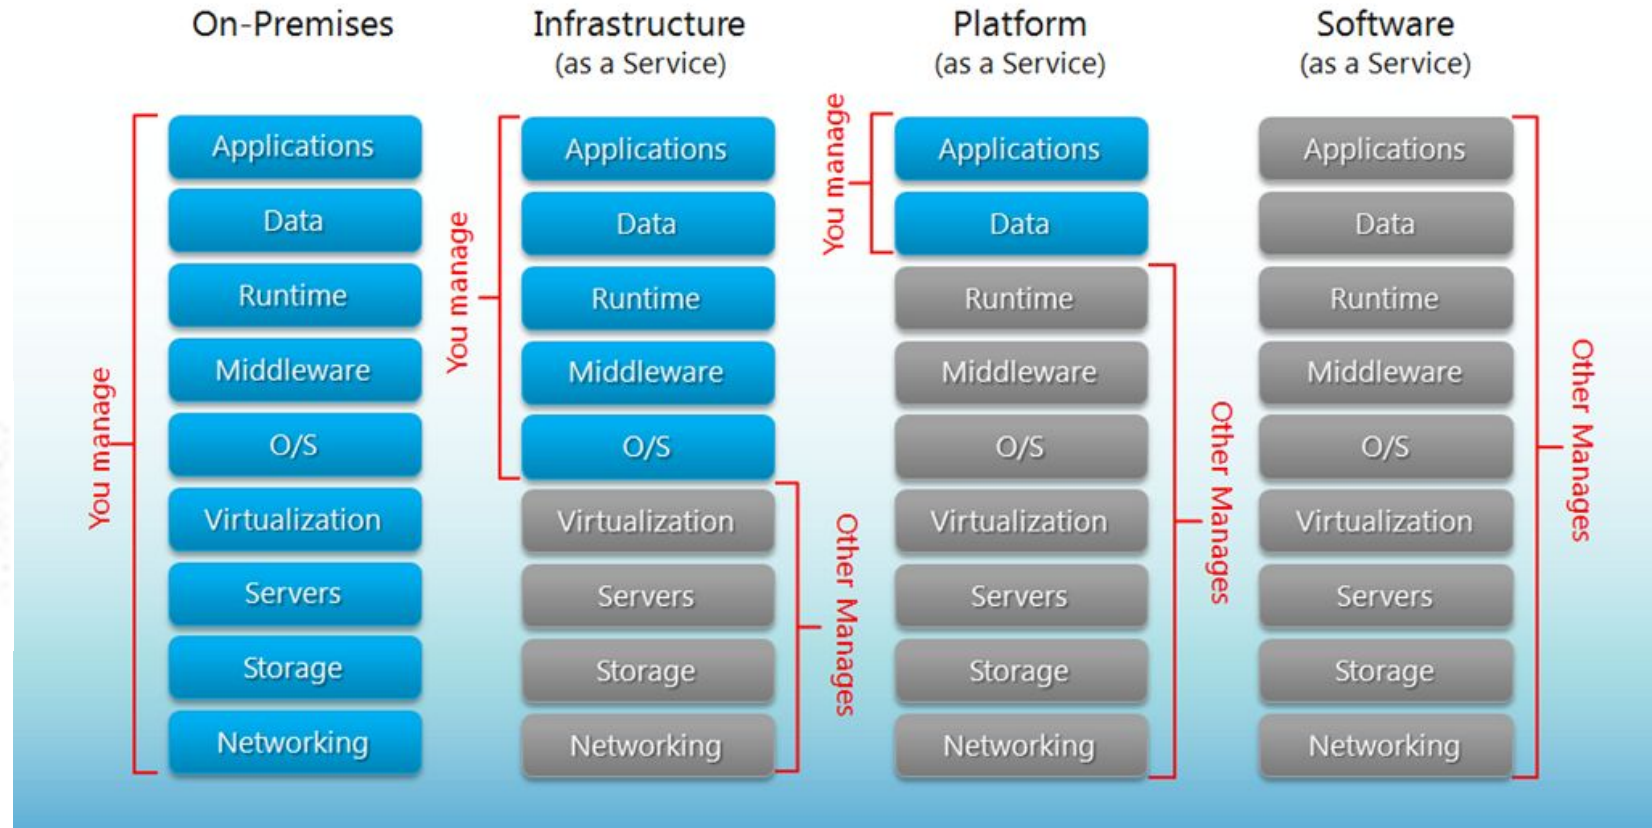 On-Premises
You manage
Applications
Data
Runtime
Middleware
O/S
Virtualization
Servers
Storage
Networking
Infrastructure
(as a Service)
You manage
Applications
Data
Runtime
Middleware
O/S
Virtualization
Servers
Storage
Networking
Other Manages
Platform
(as a Service)
You manage
Applications
Data
Runtime
Middleware
O/S
Virtualization
Servers
Storage
Networking
Other Manages
Software
(as a Service)
Applications
Data
Runtime
Middleware
O/S
Virtualization
Servers
Storage
Networking
Other Manages